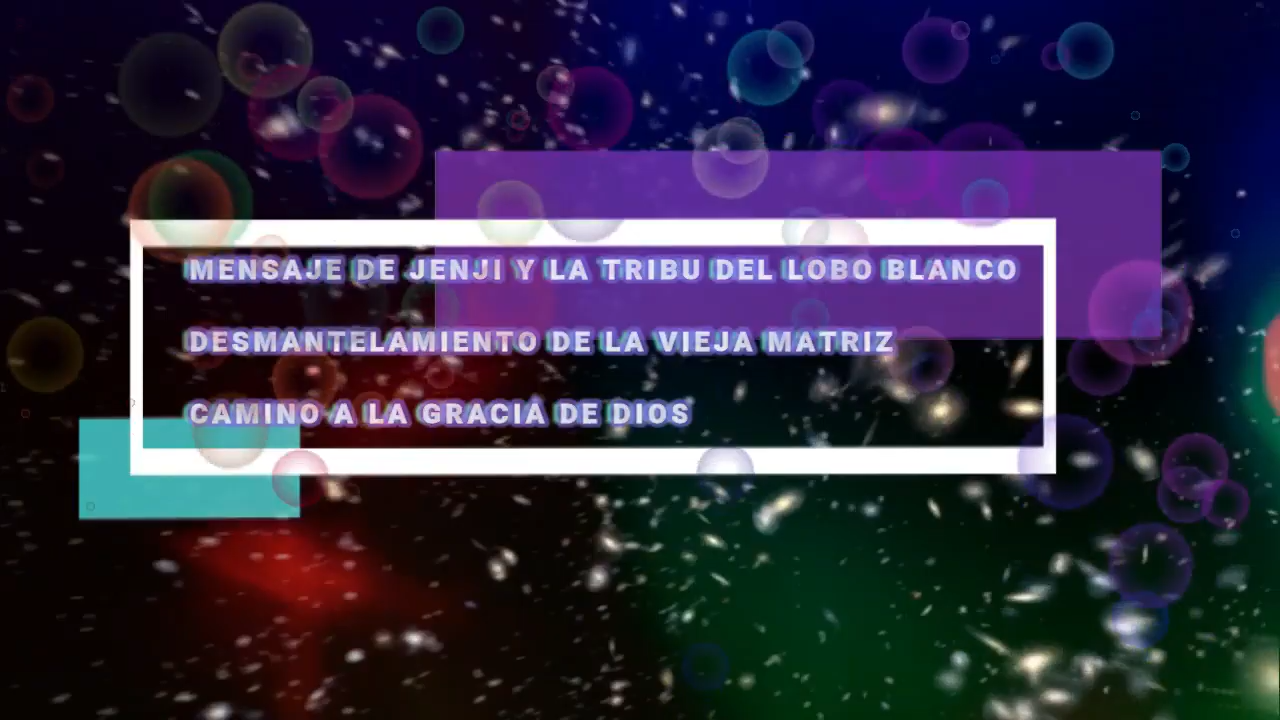 MENSAJE DE JENJI Y LA TRIBU DEL LOBO BLANCO
DESMANTELAMIENTO DE LA VIEJA MATRIZ
CAMINO A LA GRACIA DE DIOS